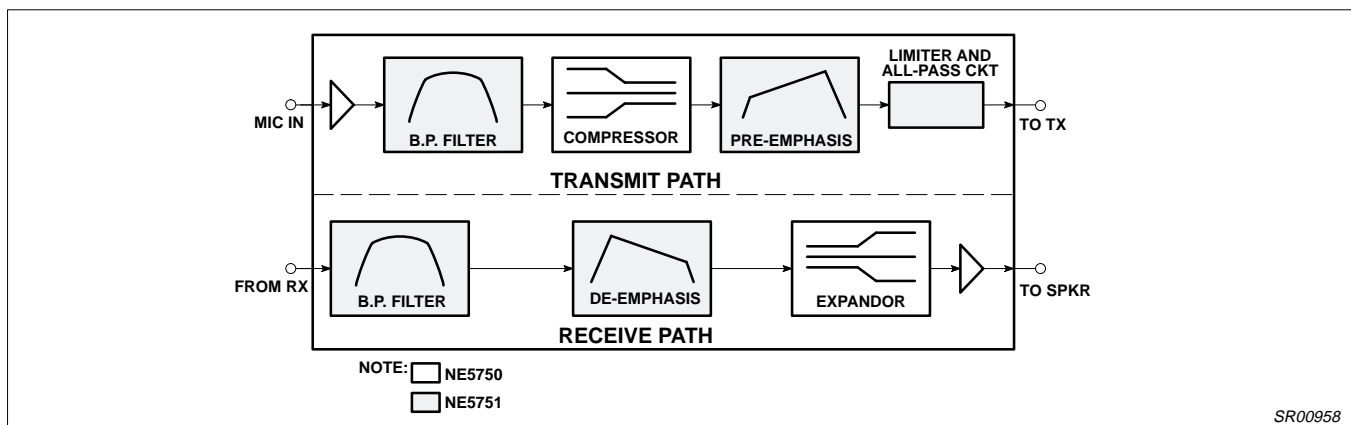 LIMITER AND
ALL-PASS CKT
MIC IN
B.P. FILTER
COMPRESSOR
PRE-EMPHASIS
TO TX
TRANSMIT PATH
FROM RX
B.P. FILTER
DE-EMPHASIS
EXPANDOR
TO SPKR
RECEIVE PATH
NOTE:
NE5750
NE5751
SR00958